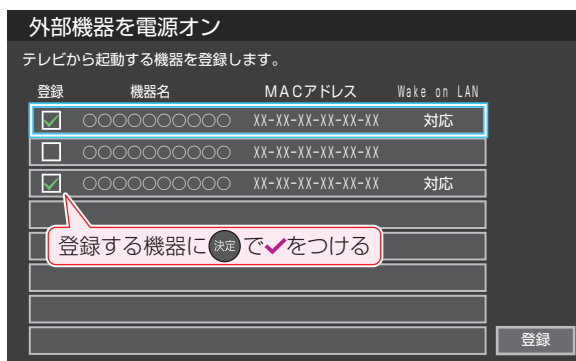 外部機器を電源オン
テレビから起動する機器を登録します。
登録 機器名 MACアドレス Wake on LAN
○○○○○○○○○○ XX-XX-XX-XX-XX-XX 対応
○○○○○○○○○○ XX-XX-XX-XX-XX-XX
○○○○○○○○○○ XX-XX-XX-XX-XX-XX 対応
登録する機器に決定で✔をつける
登録